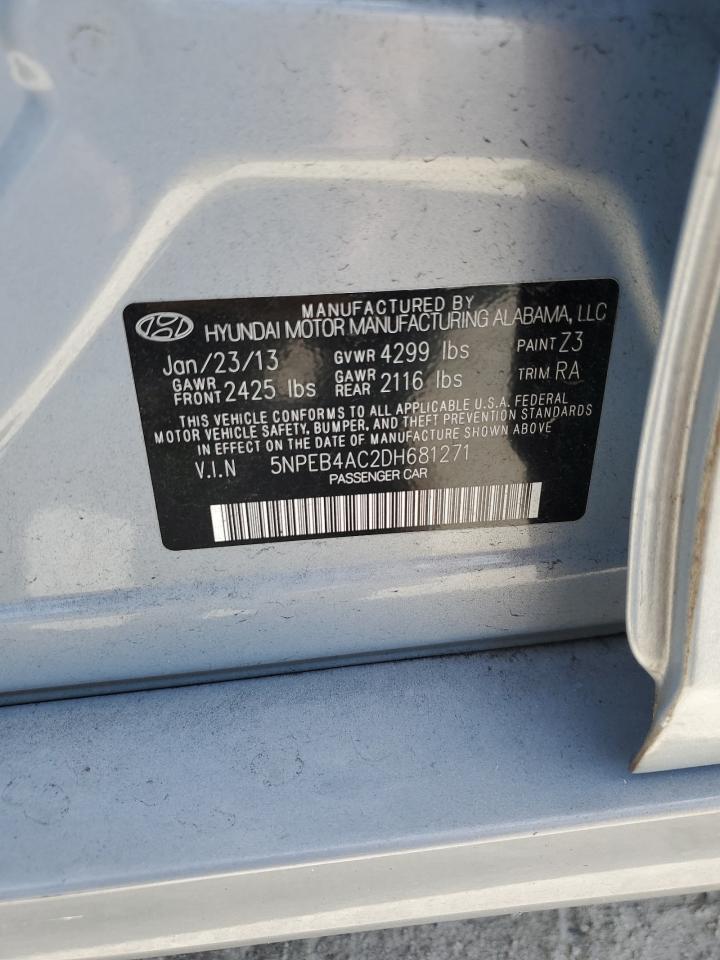 MANUFACTURED BY
HYUNDAI MOTOR MANUFACTURING ALABAMA, LLC
Jan/23/13 GVWR 4299 lbs PAINT Z3
GAWR FRONT 2425 lbs GAWR REAR 2116 lbs TRIM RA
THIS VEHICLE CONFORMS TO ALL APPLICABLE U.S.A. FEDERAL
MOTOR VEHICLE SAFETY, BUMPER, AND THEFT PREVENTION STANDARDS
IN EFFECT ON THE DATE OF MANUFACTURE SHOWN ABOVE
V.I.N 5NPEB4AC2DH681271
PASSENGER CAR